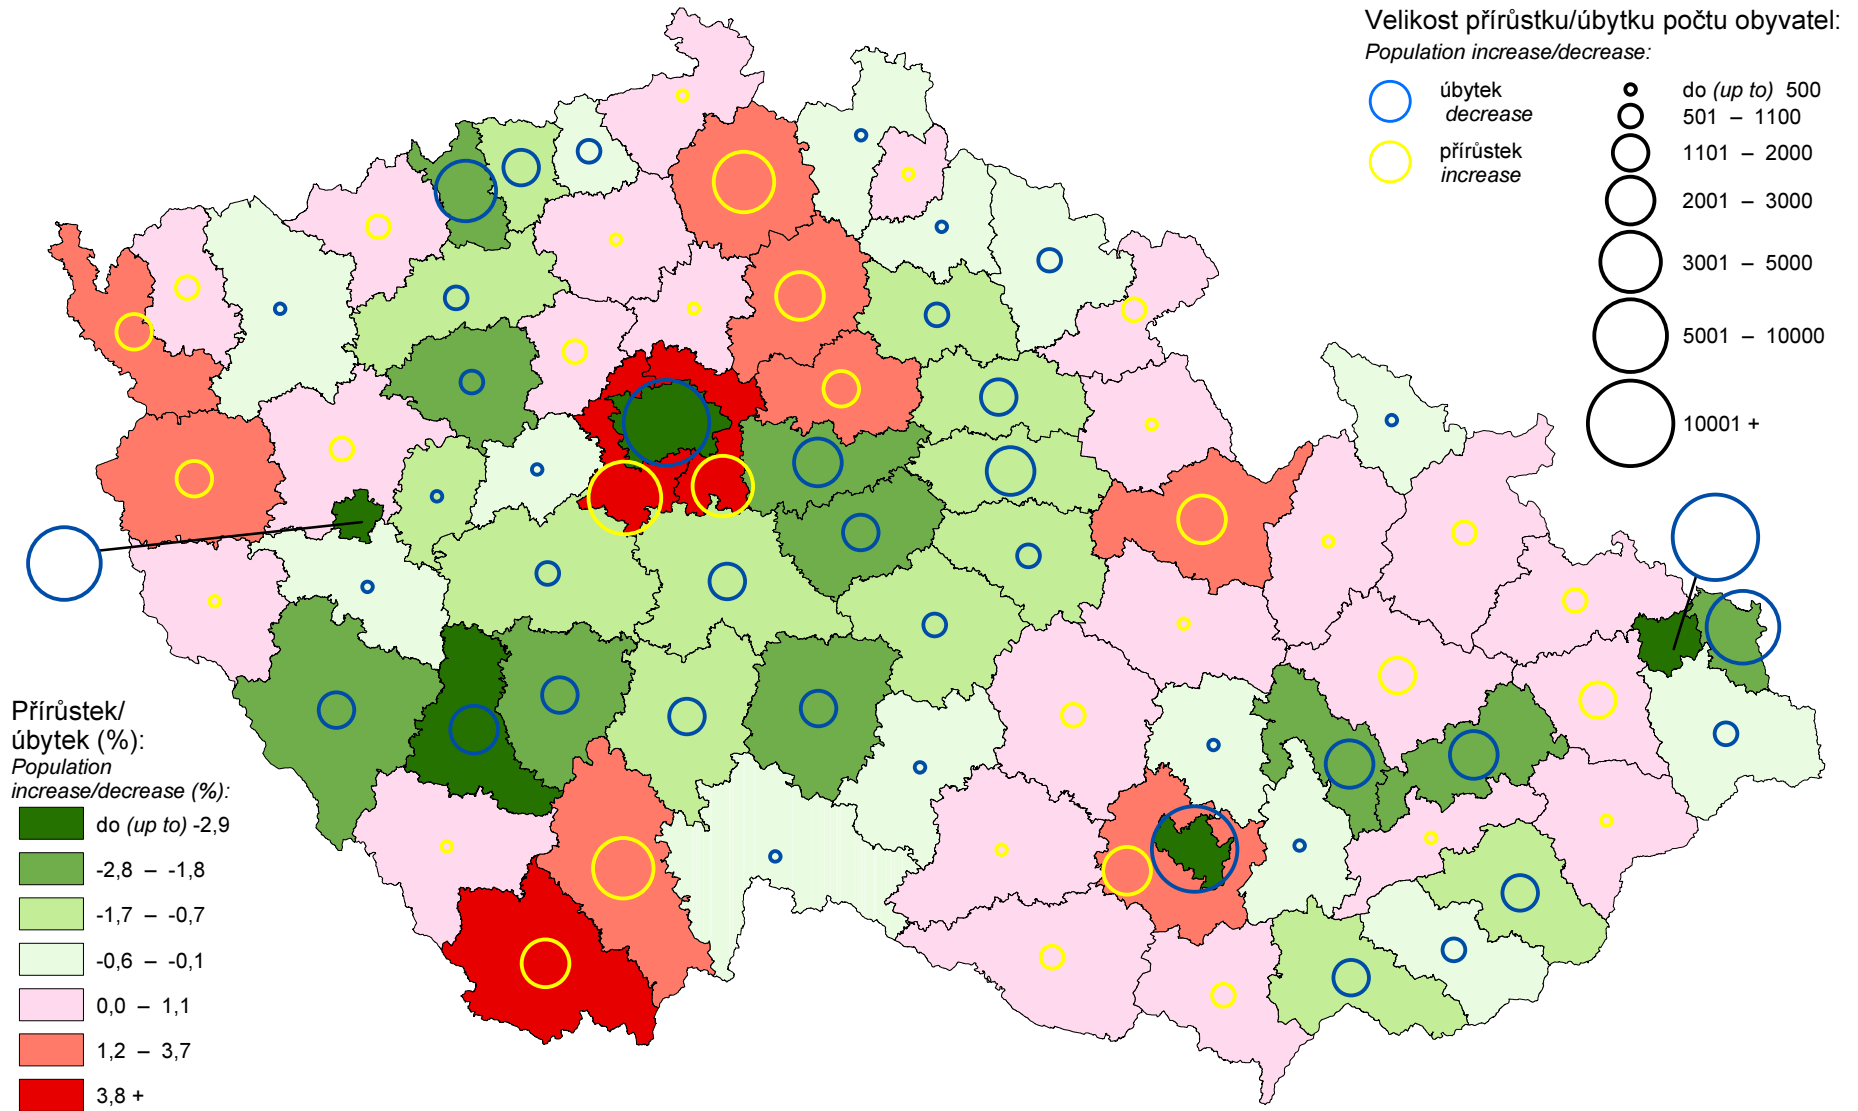 Velikost přírůstku/úbytku počtu obyvatel:
Population increase/decrease:
úbytek
decrease
přírůstek
increase
do (up to) 500
501 – 1100
1101 – 2000
2001 – 3000
3001 – 5000
5001 – 10000
10001 +
Přírůstek/
úbytek (%):
Population
increase/decrease (%):
do (up to) -2,9
-2,8 – -1,8
-1,7 – -0,7
-0,6 – -0,1
0,0 – 1,1
1,2 – 3,7
3,8 +